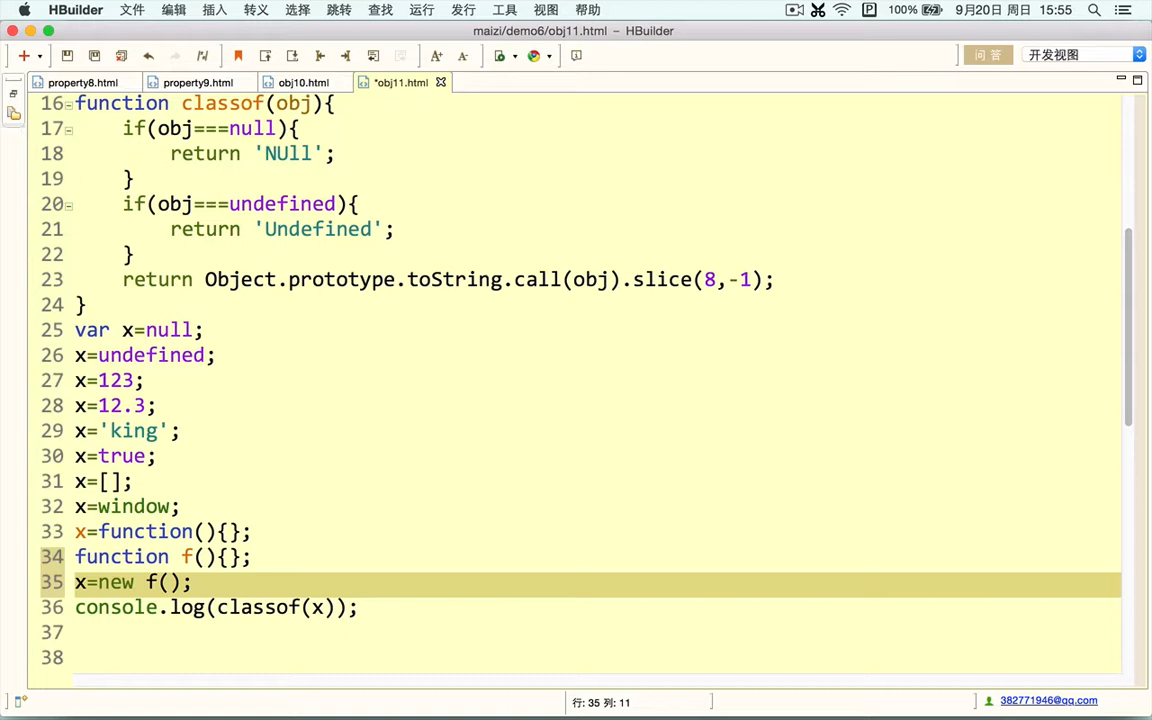 HBuilder 文件 编辑 插入 转义 选择 跳转 查找 运行 发行 工具 视图 帮助 100% 9月20日 周日 15:55
maizi/demo6/obj11.html – HBuilder
问 答 开发视图
property8.html property9.html obj10.html *obj11.html
16 function classof(obj){
17 if(obj===null){
18 return 'NUll';
19 }
20 if(obj===undefined){
21 return 'Undefined';
22 }
23 return Object.prototype.toString.call(obj).slice(8,-1);
24 }
25 var x=null;
26 x=undefined;
27 x=123;
28 x=12.3;
29 x='king';
30 x=true;
31 x=[];
32 x=window;
33 x=function(){};
34 function f(){};
35 x=new f();
36 console.log(classof(x));
37
38
行: 35 列: 11 382771946@qq.com